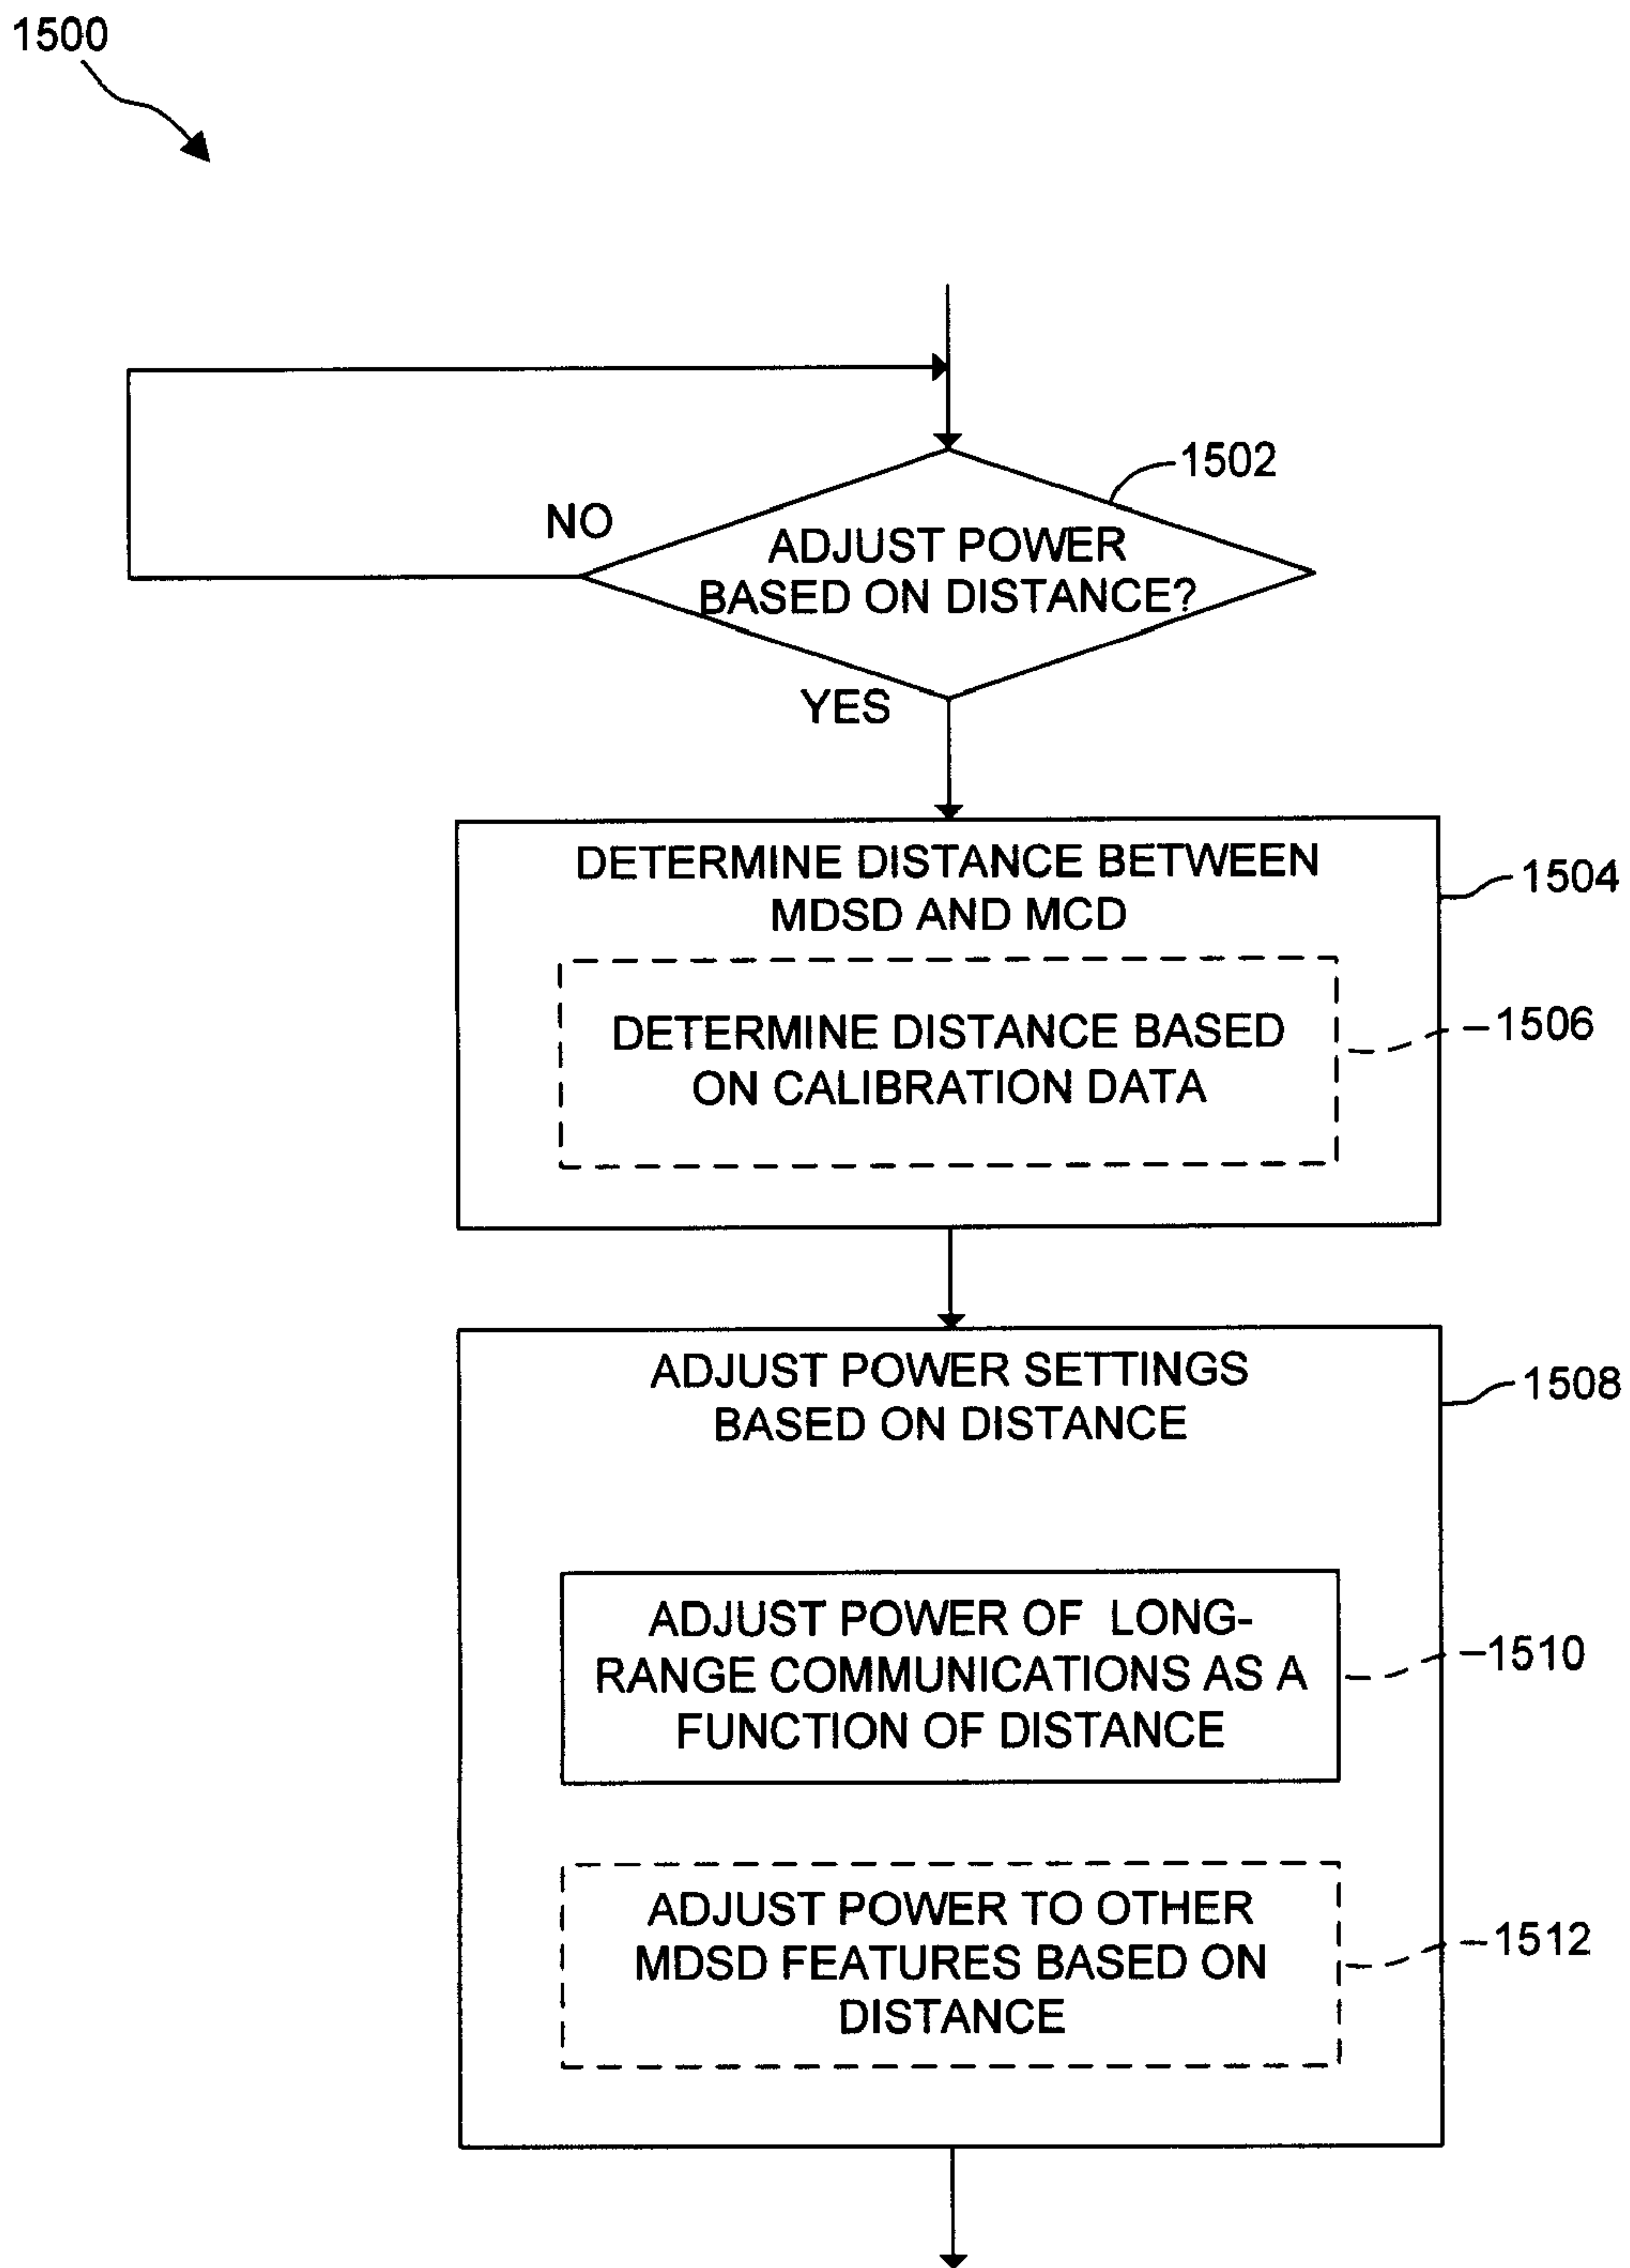 1500
1502
NO
ADJUST POWER
BASED ON DISTANCE?
YES
DETERMINE DISTANCE BETWEEN
MDSD AND MCD
1504
DETERMINE DISTANCE BASED
ON CALIBRATION DATA
1506
ADJUST POWER SETTINGS
BASED ON DISTANCE
1508
ADJUST POWER OF LONG-
RANGE COMMUNICATIONS AS A
FUNCTION OF DISTANCE
1510
ADJUST POWER TO OTHER
MDSD FEATURES BASED ON
DISTANCE
1512